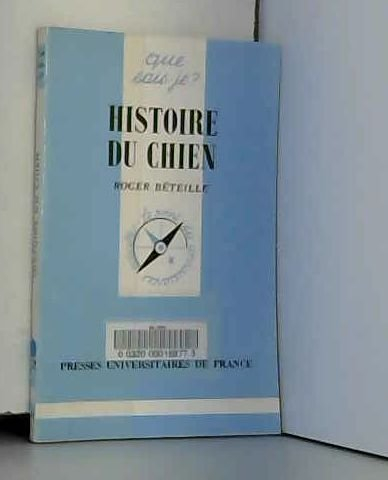 que
sais-je?
HISTOIRE
DU CHIEN
ROGER BÉTEILLE
PRESSES UNIVERSITAIRES DE FRANCE